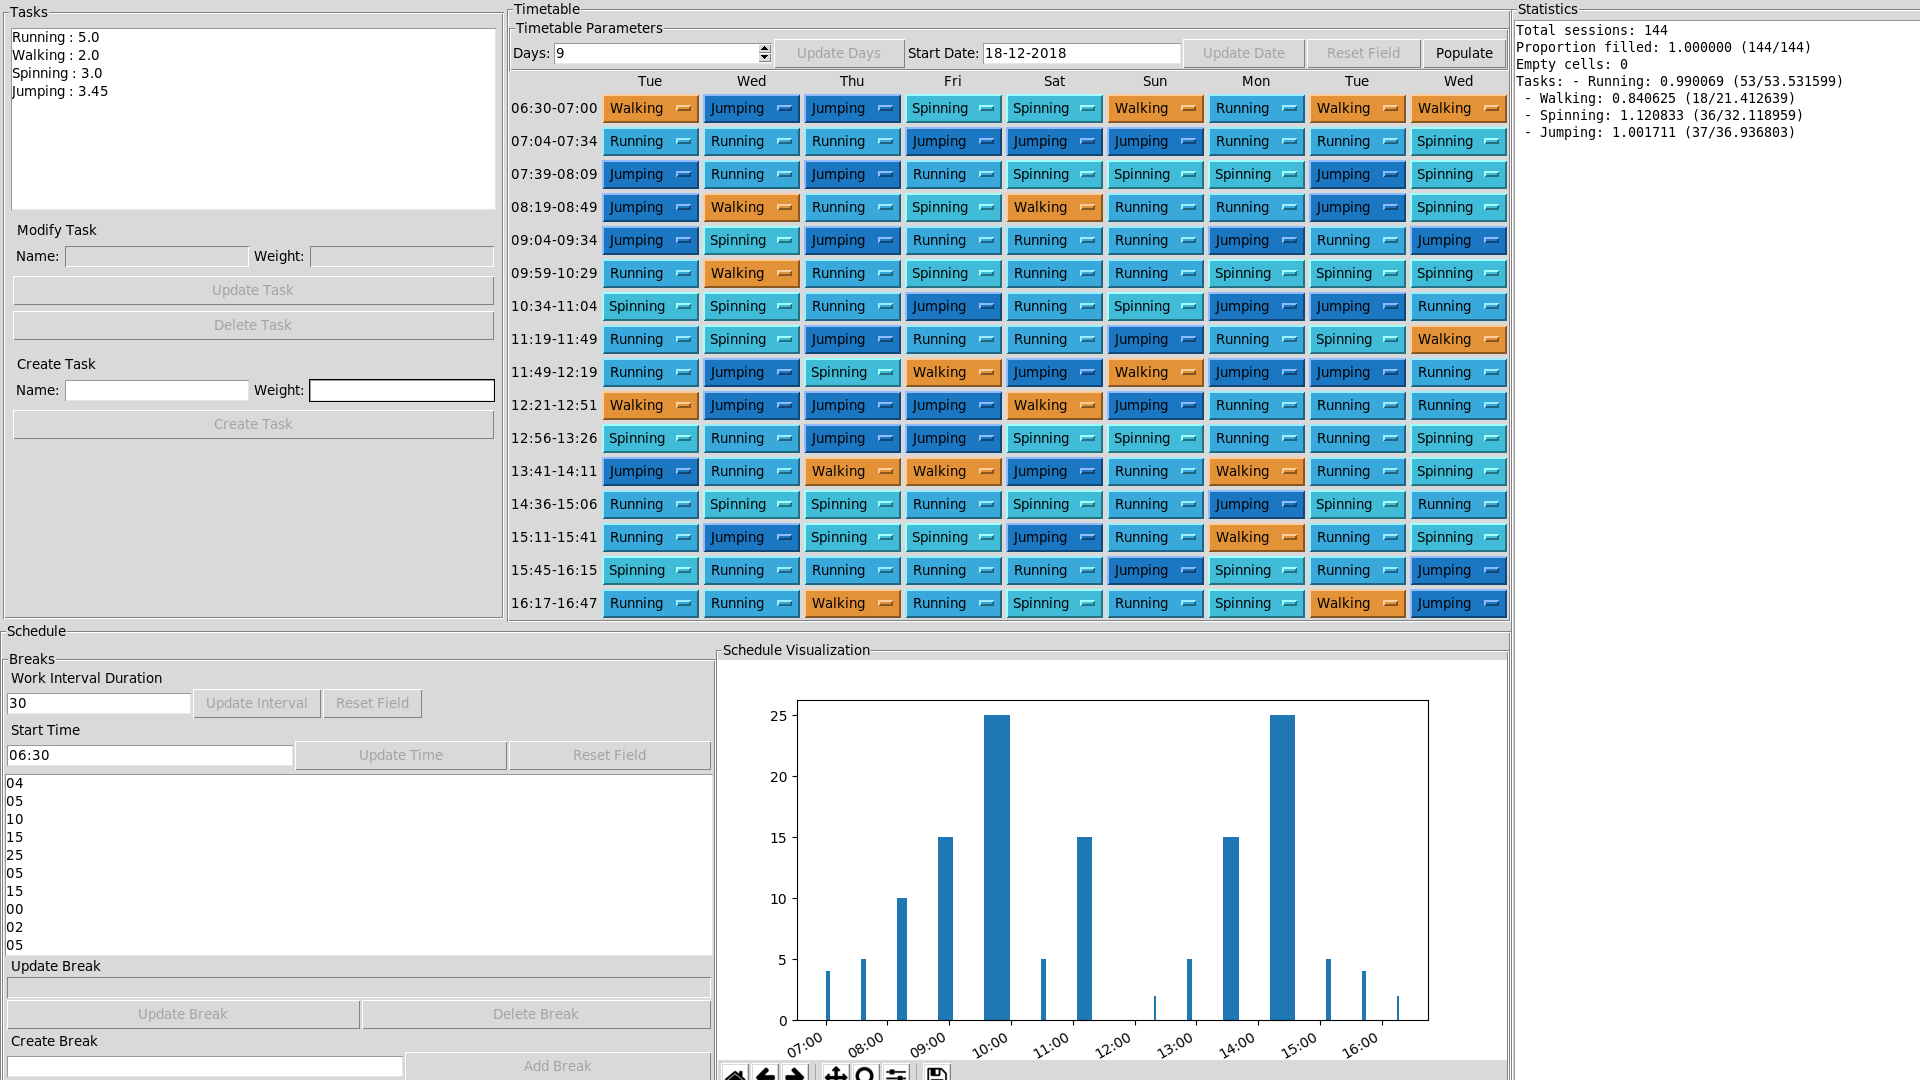 Tasks
Running : 5.0
Walking : 2.0
Spinning : 3.0
Jumping : 3.45
Modify Task
Name: Weight:
Update Task
Delete Task
Create Task
Name: Weight:
Create Task
Timetable
Timetable Parameters
Days: 9 Update Days Start Date: 18-12-2018 Update Date Reset Field Populate
Tue Wed Thu Fri Sat Sun Mon Tue Wed
06:30-07:00 Walking Jumping Jumping Spinning Spinning Walking Running Walking Walking
07:04-07:34 Running Running Running Jumping Jumping Jumping Running Running Spinning
07:39-08:09 Jumping Running Jumping Running Spinning Spinning Spinning Jumping Spinning
08:19-08:49 Jumping Walking Running Spinning Walking Running Running Jumping Spinning
09:04-09:34 Jumping Spinning Jumping Running Running Running Jumping Running Jumping
09:59-10:29 Running Walking Running Spinning Running Running Spinning Spinning Spinning
10:34-11:04 Spinning Spinning Running Jumping Running Spinning Jumping Jumping Running
11:19-11:49 Running Spinning Jumping Running Running Jumping Running Spinning Walking
11:49-12:19 Running Jumping Spinning Walking Jumping Walking Jumping Jumping Running
12:21-12:51 Walking Jumping Jumping Jumping Walking Jumping Running Running Running
12:56-13:26 Spinning Running Jumping Jumping Spinning Spinning Running Running Spinning
13:41-14:11 Jumping Running Walking Walking Jumping Running Walking Running Spinning
14:36-15:06 Running Spinning Spinning Running Spinning Running Jumping Spinning Running
15:11-15:41 Running Jumping Spinning Spinning Jumping Running Walking Running Spinning
15:45-16:15 Spinning Running Running Running Running Jumping Spinning Running Jumping
16:17-16:47 Running Running Walking Running Spinning Running Spinning Walking Jumping
Statistics
Total sessions: 144
Proportion filled: 1.000000 (144/144)
Empty cells: 0
Tasks: - Running: 0.990069 (53/53.531599)
- Walking: 0.840625 (18/21.412639)
- Spinning: 1.120833 (36/32.118959)
- Jumping: 1.001711 (37/36.936803)
Schedule
Breaks
Work Interval Duration
30 Update Interval Reset Field
Start Time
06:30 Update Time Reset Field
04
05
10
15
25
05
15
00
02
05
Update Break
Update Break Delete Break
Create Break
Add Break
Schedule Visualization
25
20
15
10
5
0
07:00 08:00 09:00 10:00 11:00 12:00 13:00 14:00 15:00 16:00